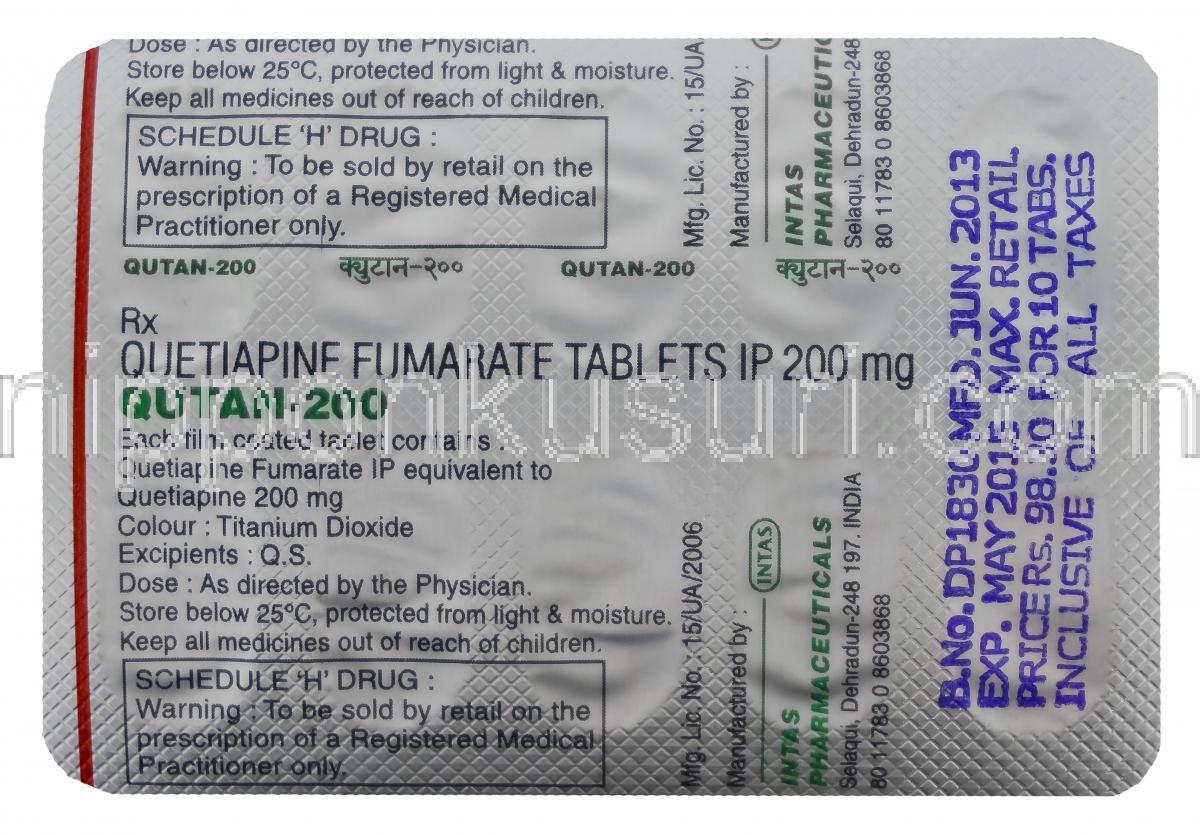 Dose : As directed by the Physician.
Store below 25°C, protected from light & moisture.
Keep all medicines out of reach of children.
SCHEDULE 'H' DRUG :
Warning : To be sold by retail on the
prescription of a Registered Medical
Practitioner only.
Mfg. Lic. No. : 15/UA
Manufactured by :
INTAS
PHARMACEUTIC
Selaqui, Dehradun-248
80 11783 0 8603868
QUTAN-200 क्युटान-२०० QUTAN-200 क्युटान-२००
Rx
QUETIAPINE FUMARATE TABLETS IP 200 mg
QUTAN-200
Each film coated tablet contains :
Quetiapine Fumarate IP equivalent to
Quetiapine 200 mg
Colour : Titanium Dioxide
Excipients : Q.S.
Dose : As directed by the Physician.
Store below 25°C, protected from light & moisture.
Keep all medicines out of reach of children.
SCHEDULE 'H' DRUG :
Warning : To be sold by retail on the
prescription of a Registered Medical
Practitioner only.
Mfg. Lic. No. : 15/UA/2006
Manufactured by :
INTAS
INTAS
PHARMACEUTICALS
Selaqui, Dehradun-248 197. INDIA
80 11783 0 8603868
B.No.DP1830 MFD.JUN.2013
EXP. MAY 2015 MAX. RETAIL
PRICE Rs. 98.30 FOR 10 TABS.
INCLUSIVE OF ALL TAXES
nipponkusuri.com